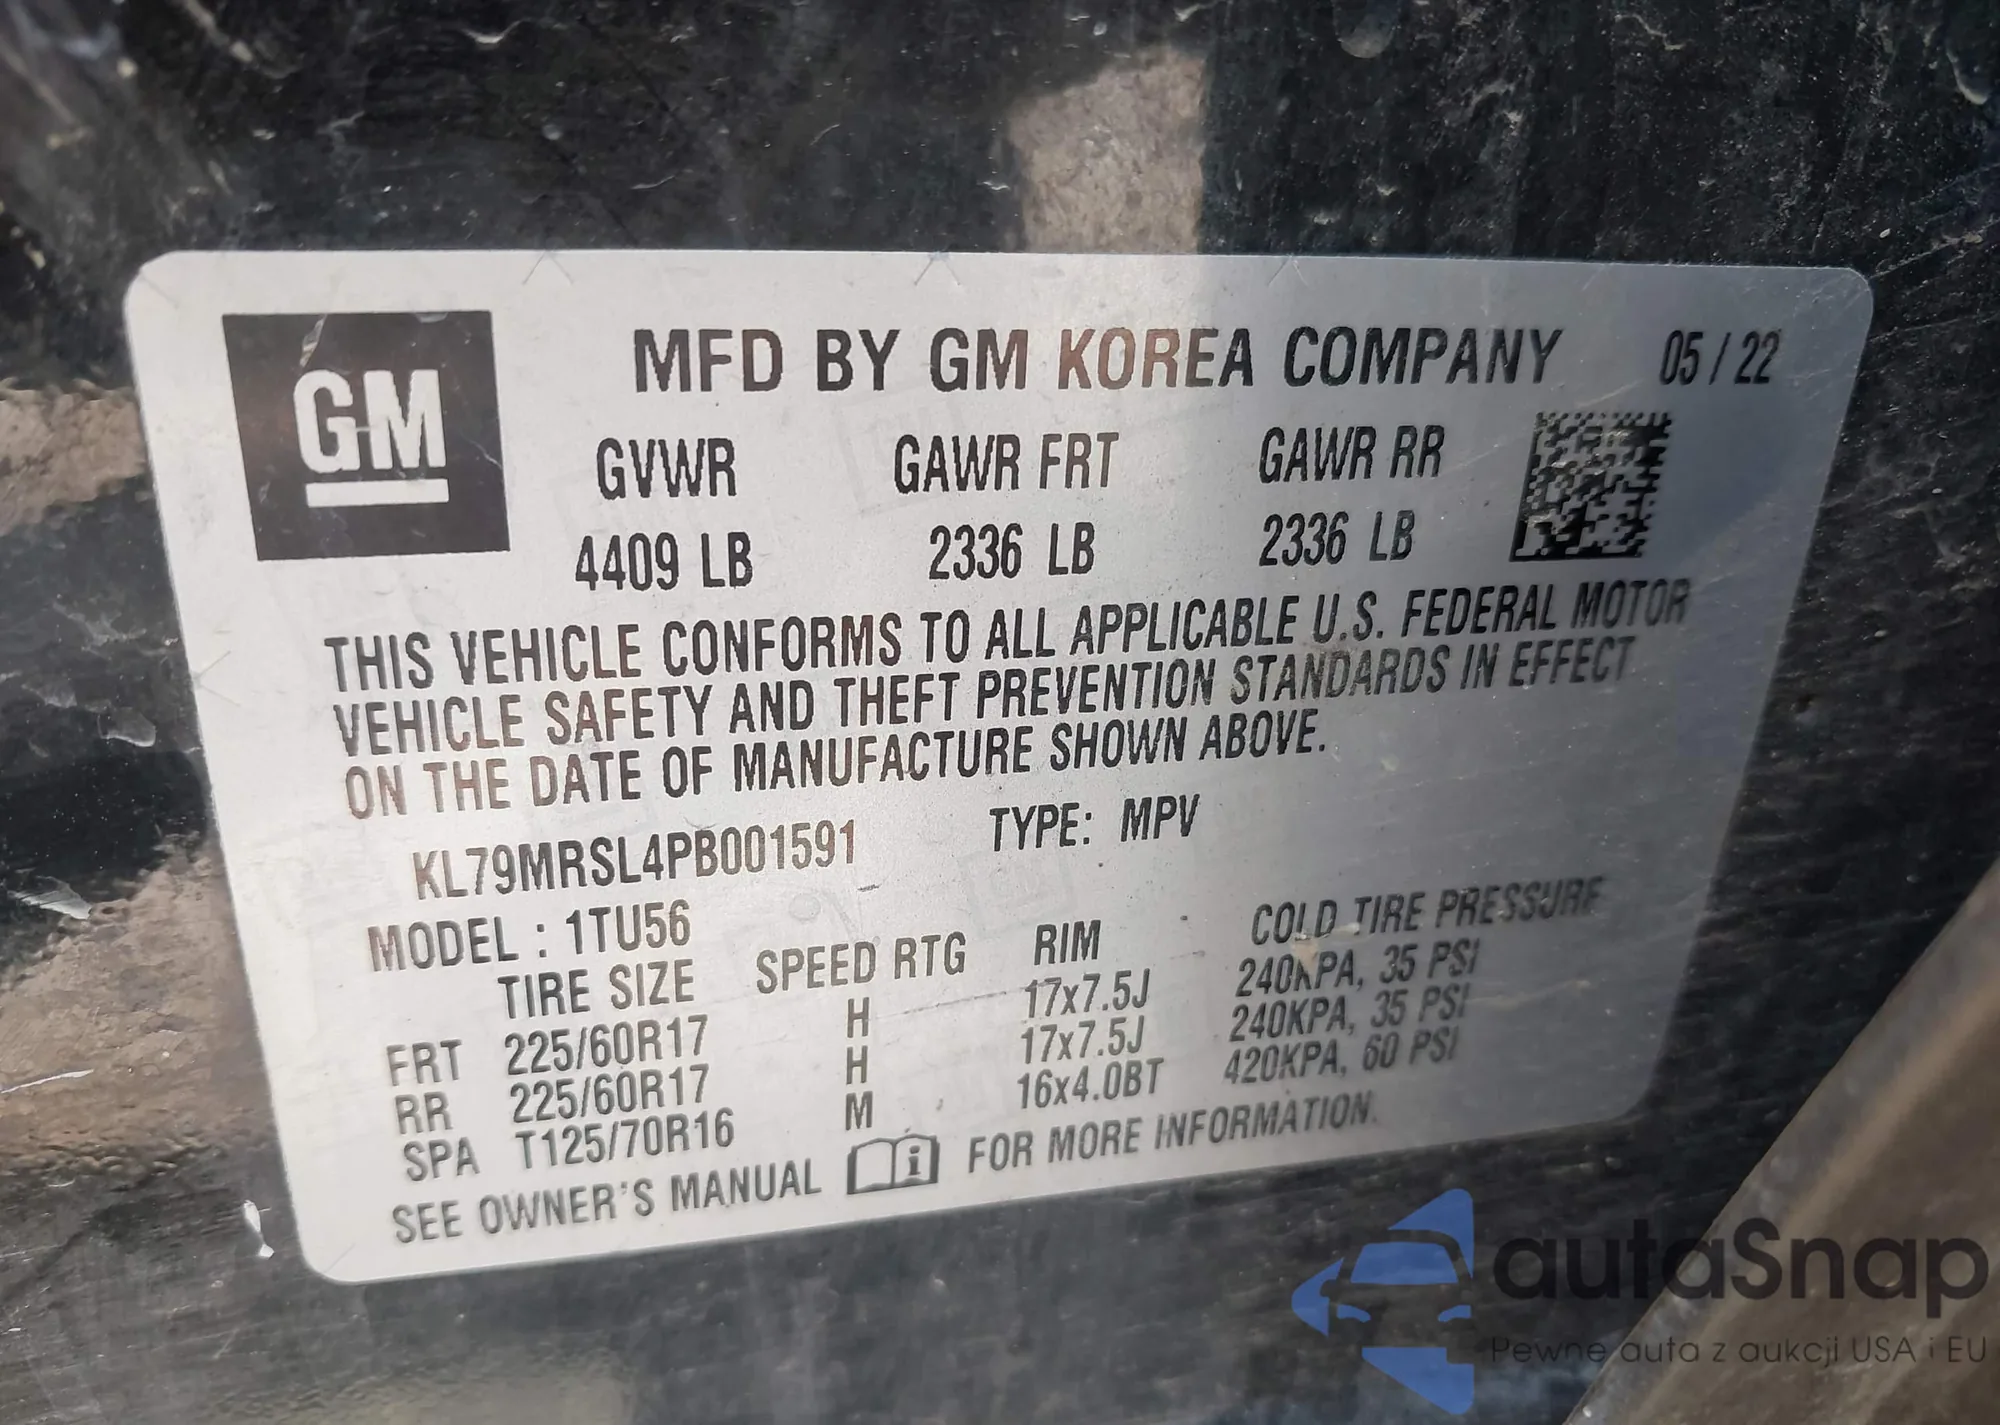 GM
MFD BY GM KOREA COMPANY 05 / 22
GVWR GAWR FRT GAWR RR
4409 LB 2336 LB 2336 LB
THIS VEHICLE CONFORMS TO ALL APPLICABLE U.S. FEDERAL MOTOR
VEHICLE SAFETY AND THEFT PREVENTION STANDARDS IN EFFECT
ON THE DATE OF MANUFACTURE SHOWN ABOVE.
KL79MRSL4PB001591 TYPE: MPV
MODEL : 1TU56
TIRE SIZE SPEED RTG RIM COLD TIRE PRESSURE
FRT 225/60R17 H 17x7.5J 240KPA, 35 PSI
RR 225/60R17 H 17x7.5J 240KPA, 35 PSI
SPA T125/70R16 M 16x4.0BT 420KPA, 60 PSI
SEE OWNER'S MANUAL i FOR MORE INFORMATION.
autaSnap
Pewne auta z aukcji USA i EU